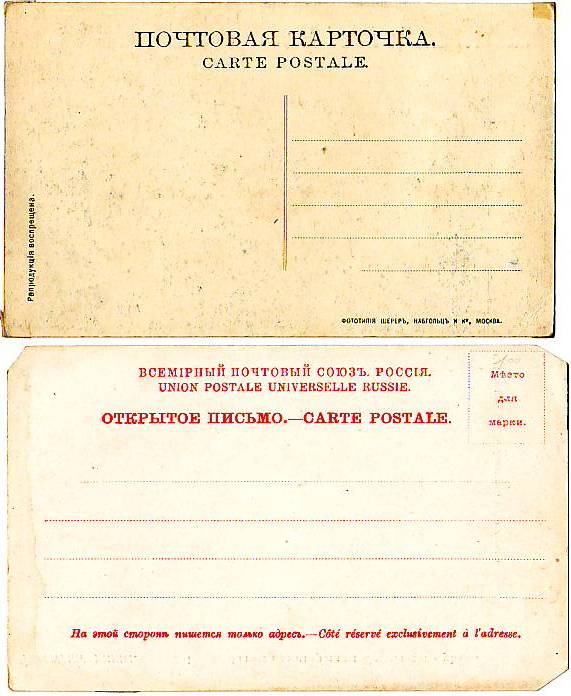 ПОЧТОВАЯ КАРТОЧКА.
CARTE POSTALE.
Репродукція воспрещена.
ФОТОТИПІЯ ШЕРЕРЪ, НАБГОЛЬЦЪ И Кº, МОСКВА.
ВСЕМІРНЫЙ ПОЧТОВЫЙ СОЮЗЪ. РОССІЯ.
UNION POSTALE UNIVERSELLE RUSSIE.
ОТКРЫТОЕ ПИСЬМО.—CARTE POSTALE.
Мѣсто
для
марки.
На этой сторонѣ пишется только адресъ.—Côté réservé exclusivement à l'adresse.